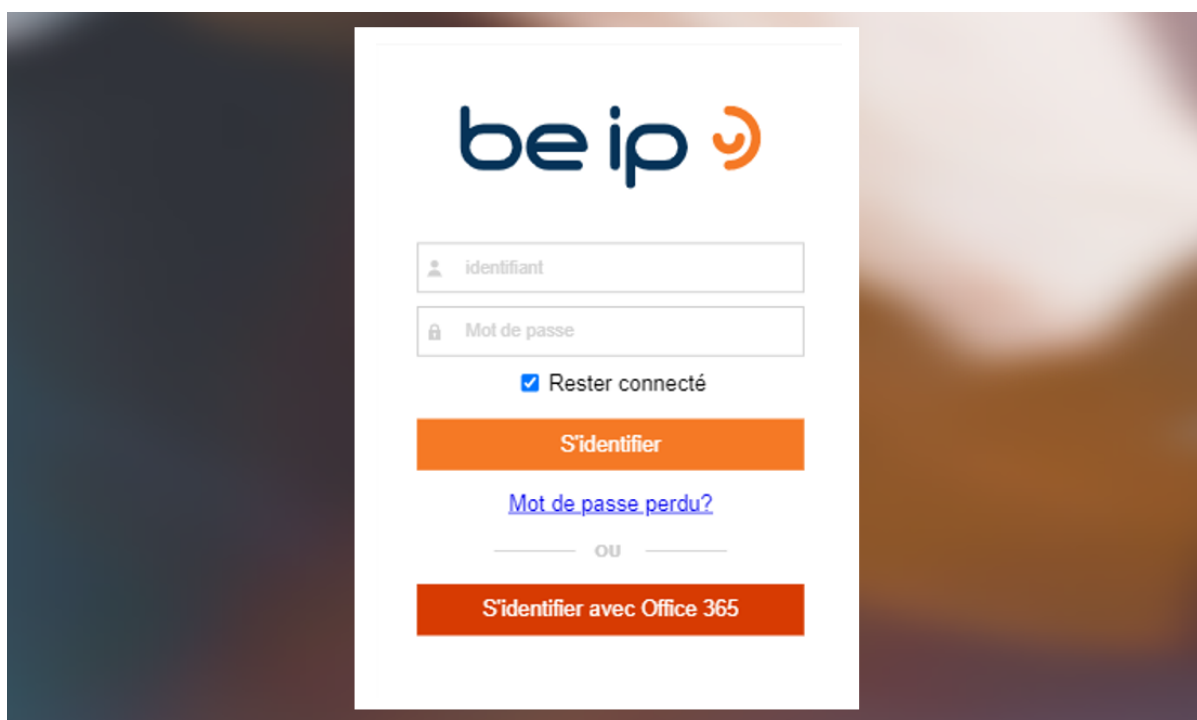 be ip
identifiant
Mot de passe
Rester connecté
S'identifier
Mot de passe perdu?
OU
S'identifier avec Office 365